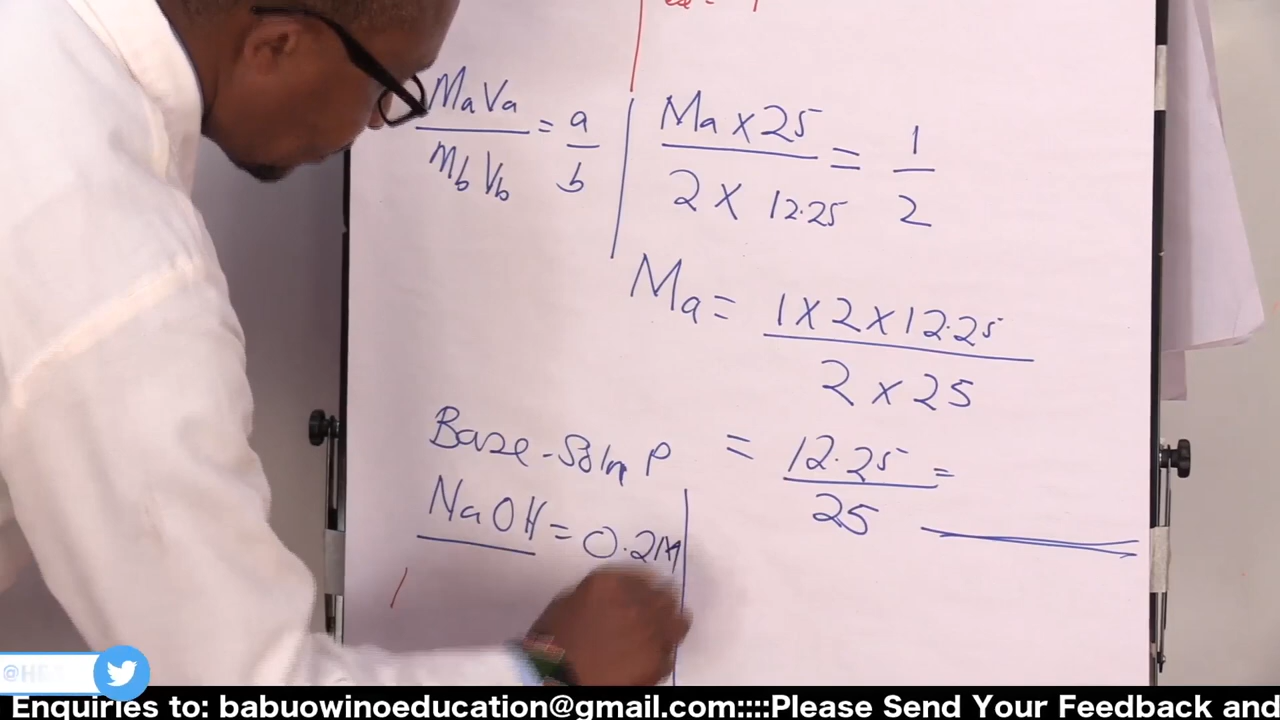 MaVa / MbVb = a / b
Ma x 25 / 2 x 12.25 = 1 / 2
Ma = 1 x 2 x 12.25 / 2 x 25
= 12.25 / 25 =
Base - Soln P
NaOH = 0.2M
Enquiries to: babuowinoeducation@gmail.com::::Please Send Your Feedback and